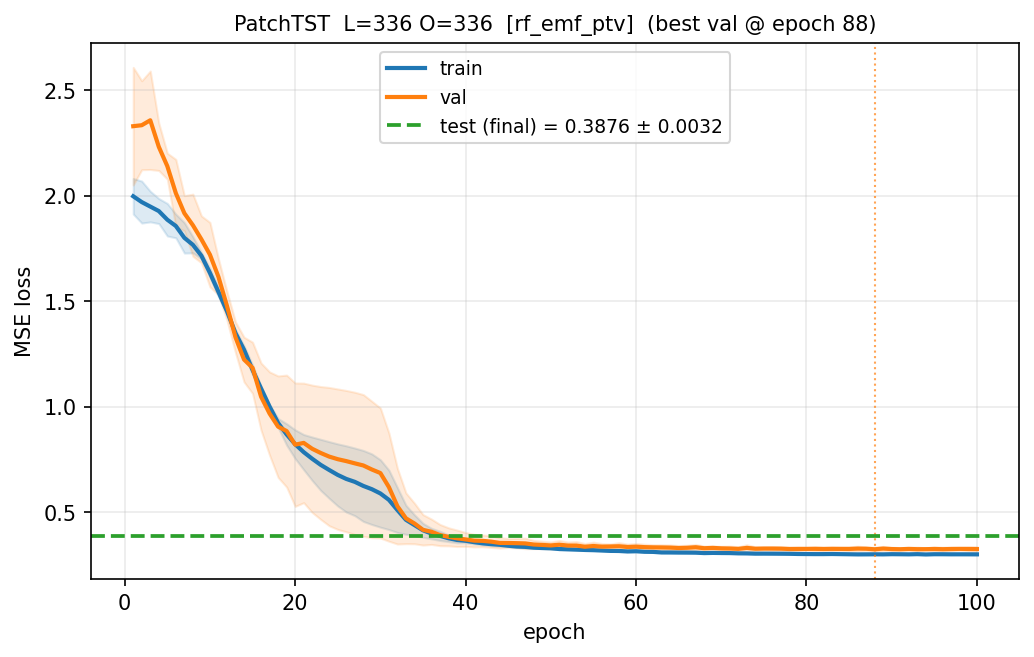 PatchTST  L=336 O=336  [rf_emf_ptv]  (best val @ epoch 88)
train
val
test (final) = 0.3876 ± 0.0032
MSE loss
2.5
2.0
1.5
1.0
0.5
0 20 40 60 80 100
epoch